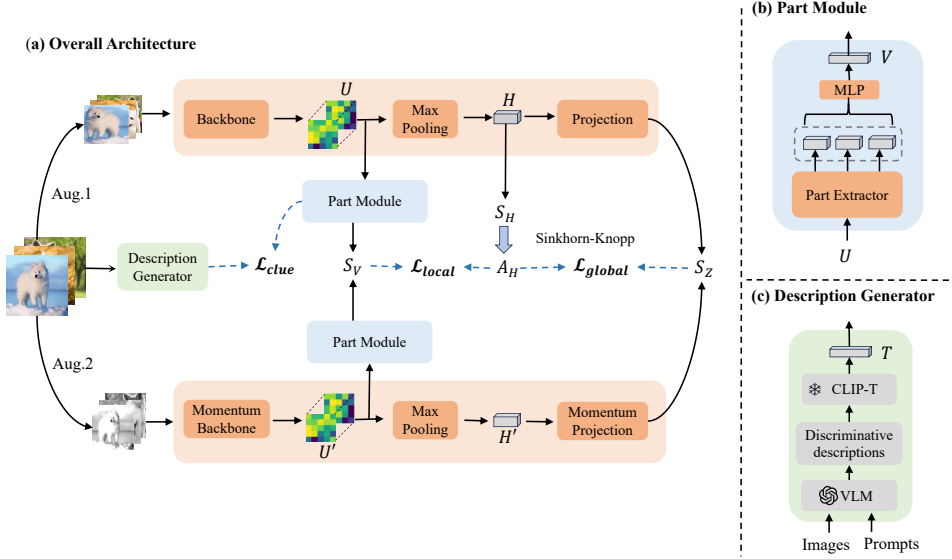 (a) Overall Architecture
Aug.1
Backbone
U
Max
Pooling
H
Projection
Part Module
S_H
Sinkhorn-Knopp
Description
Generator
ℒ_clue
S_V
ℒ_local
A_H
ℒ_global
S_Z
Part Module
Aug.2
Momentum
Backbone
U′
Max
Pooling
H′
Momentum
Projection
(b) Part Module
V
MLP
Part Extractor
U
(c) Description Generator
T
CLIP-T
Discriminative
descriptions
VLM
Images
Prompts